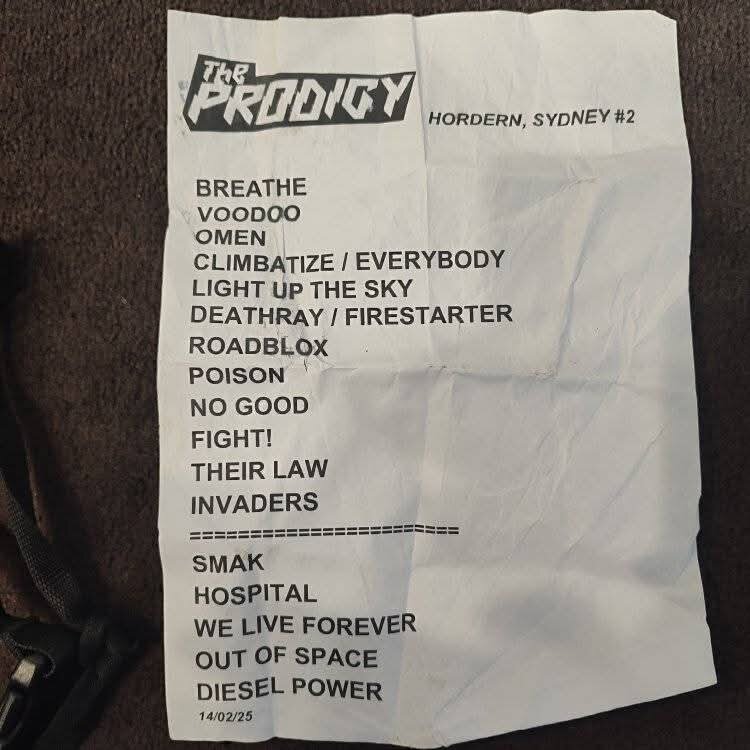 The
PRODIGY
HORDERN, SYDNEY #2
BREATHE
VOODOO
OMEN
CLIMBATIZE / EVERYBODY
LIGHT UP THE SKY
DEATHRAY / FIRESTARTER
ROADBLOX
POISON
NO GOOD
FIGHT!
THEIR LAW
INVADERS
=======================
SMAK
HOSPITAL
WE LIVE FOREVER
OUT OF SPACE
DIESEL POWER
14/02/25